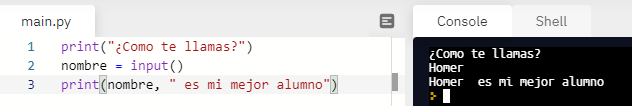 main.py
Console
Shell
1 print("¿Como te llamas?")
2 nombre = input()
3 print(nombre, " es mi mejor alumno")
¿Como te llamas?
Homer
Homer  es mi mejor alumno
>